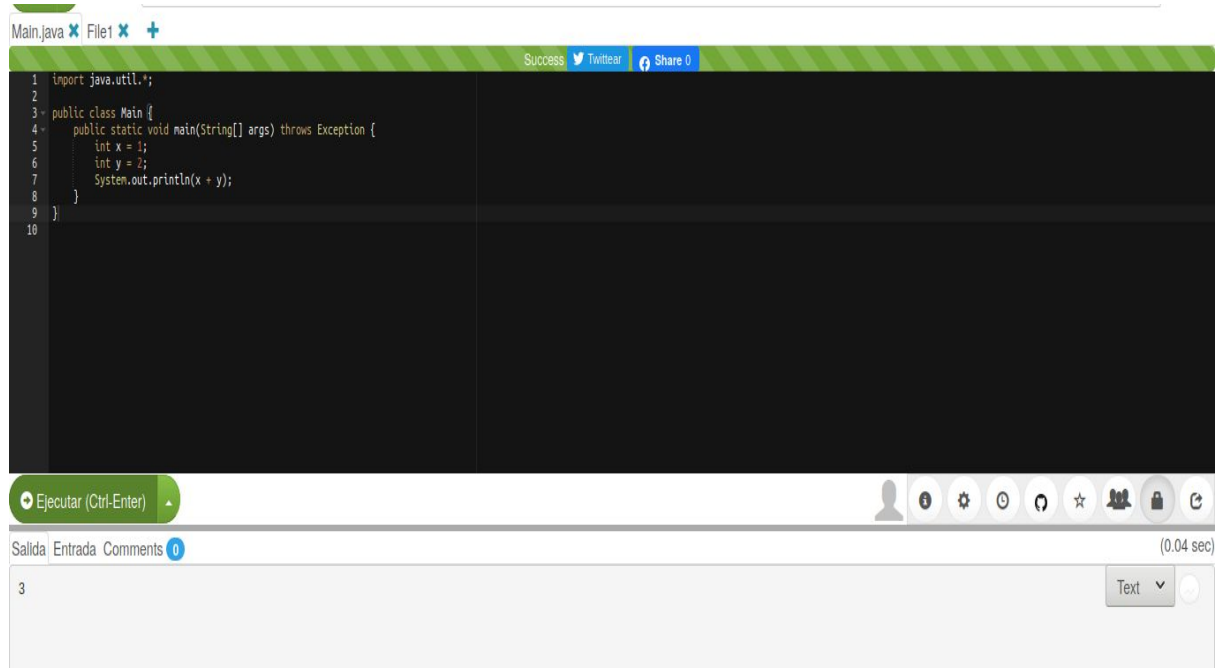 Main.java ✖ File1 ✖ +
Success Twittear Share 0
1 import java.util.*;
2
3 public class Main {
4     public static void main(String[] args) throws Exception {
5         int x = 1;
6         int y = 2;
7         System.out.println(x + y);
8     }
9 }
10
Ejecutar (Ctrl-Enter)
Salida Entrada Comments 0 (0.04 sec)
3 Text